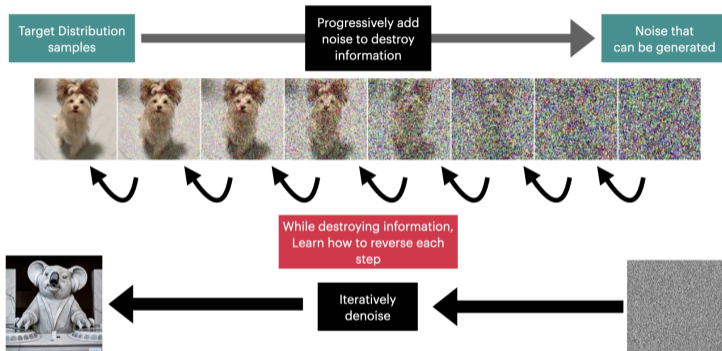 Target Distribution
samples
Progressively add
noise to destroy
information
Noise that
can be generated
While destroying information,
Learn how to reverse each
step
Iteratively
denoise